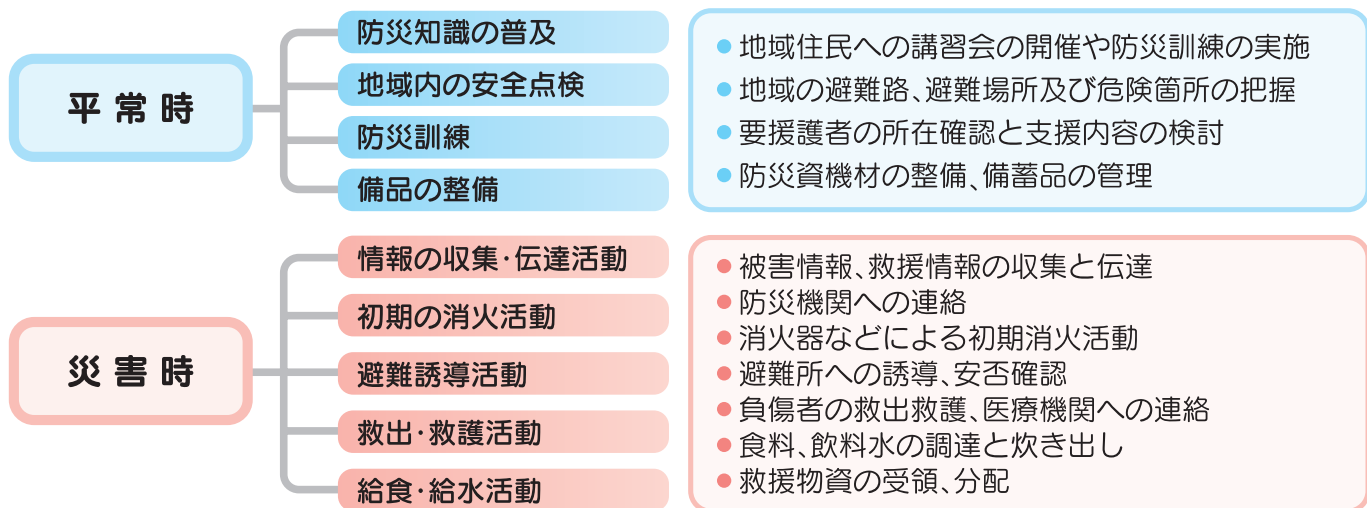 平常時
防災知識の普及
地域内の安全点検
防災訓練
備品の整備
●地域住民への講習会の開催や防災訓練の実施
●地域の避難路、避難場所及び危険箇所の把握
●要援護者の所在確認と支援内容の検討
●防災資機材の整備、備蓄品の管理
災害時
情報の収集・伝達活動
初期の消火活動
避難誘導活動
救出・救護活動
給食・給水活動
●被害情報、救援情報の収集と伝達
●防災機関への連絡
●消火器などによる初期消火活動
●避難所への誘導、安否確認
●負傷者の救出救護、医療機関への連絡
●食料、飲料水の調達と炊き出し
●救援物資の受領、分配